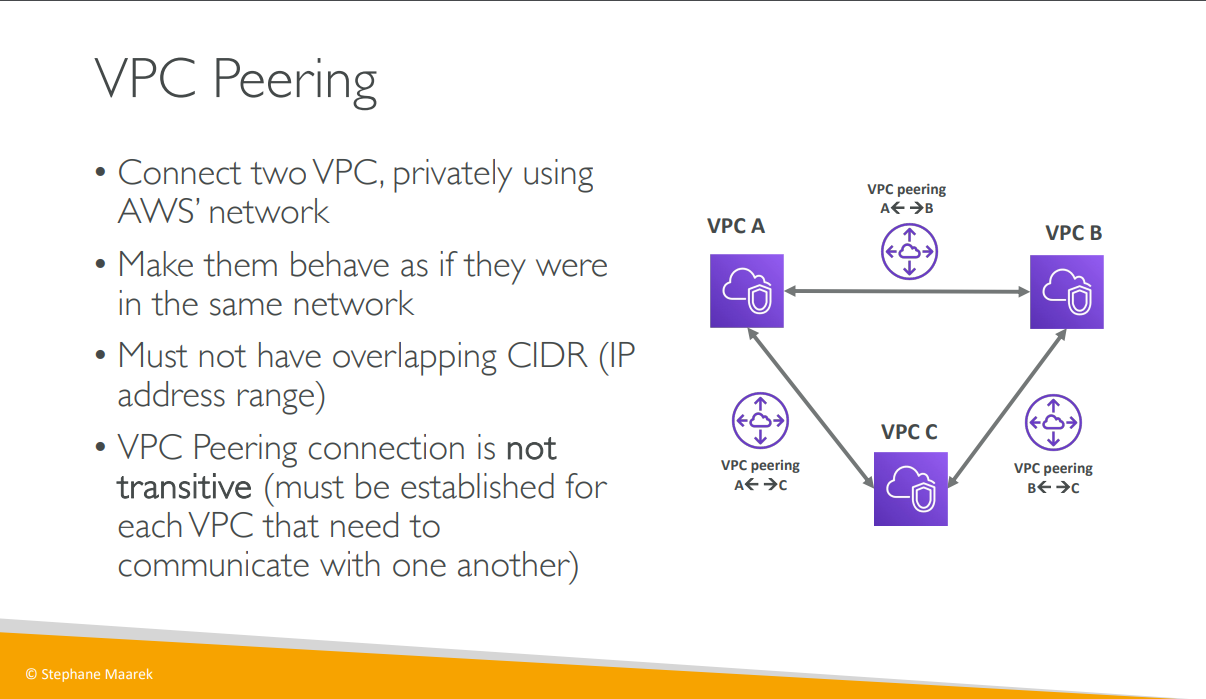 VPC Peering
• Connect two VPC, privately using
AWS’ network
• Make them behave as if they were
in the same network
• Must not have overlapping CIDR (IP
address range)
• VPC Peering connection is not
transitive (must be established for
each VPC that need to
communicate with one another)
VPC peering
A← →B
VPC A
VPC B
VPC peering
A← →C
VPC C
VPC peering
B← →C
© Stephane Maarek